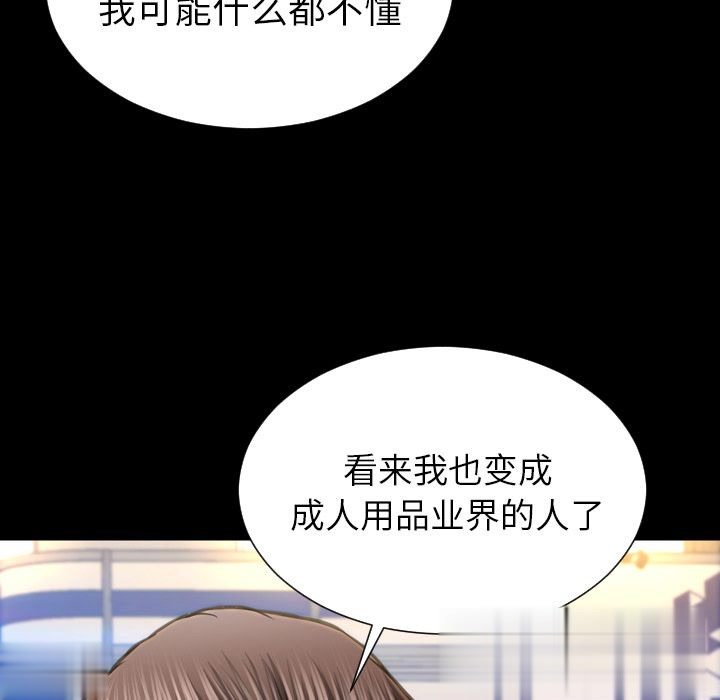 我可能什么都不懂
看来我也变成
成人用品业界的人了